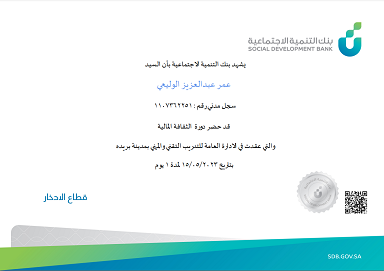 بنك التنمية الاجتماعية
SOCIAL DEVELOPMENT BANK
يشهد بنك التنمية الاجتماعية بأن السيد
عمر عبدالعزيز الوليعي
سجل مدني رقم : ١١٠٧٣٦٢٢٥١
قد حضر دورة الثقافة المالية
والتي عقدت في الادارة العامة للتدريب التقني والمهني بمدينة بريده
بتاريخ ١٥/٠٥/٢٠٢٣ لمدة ١ يوم
قطاع الادخار
SDB.GOV.SA